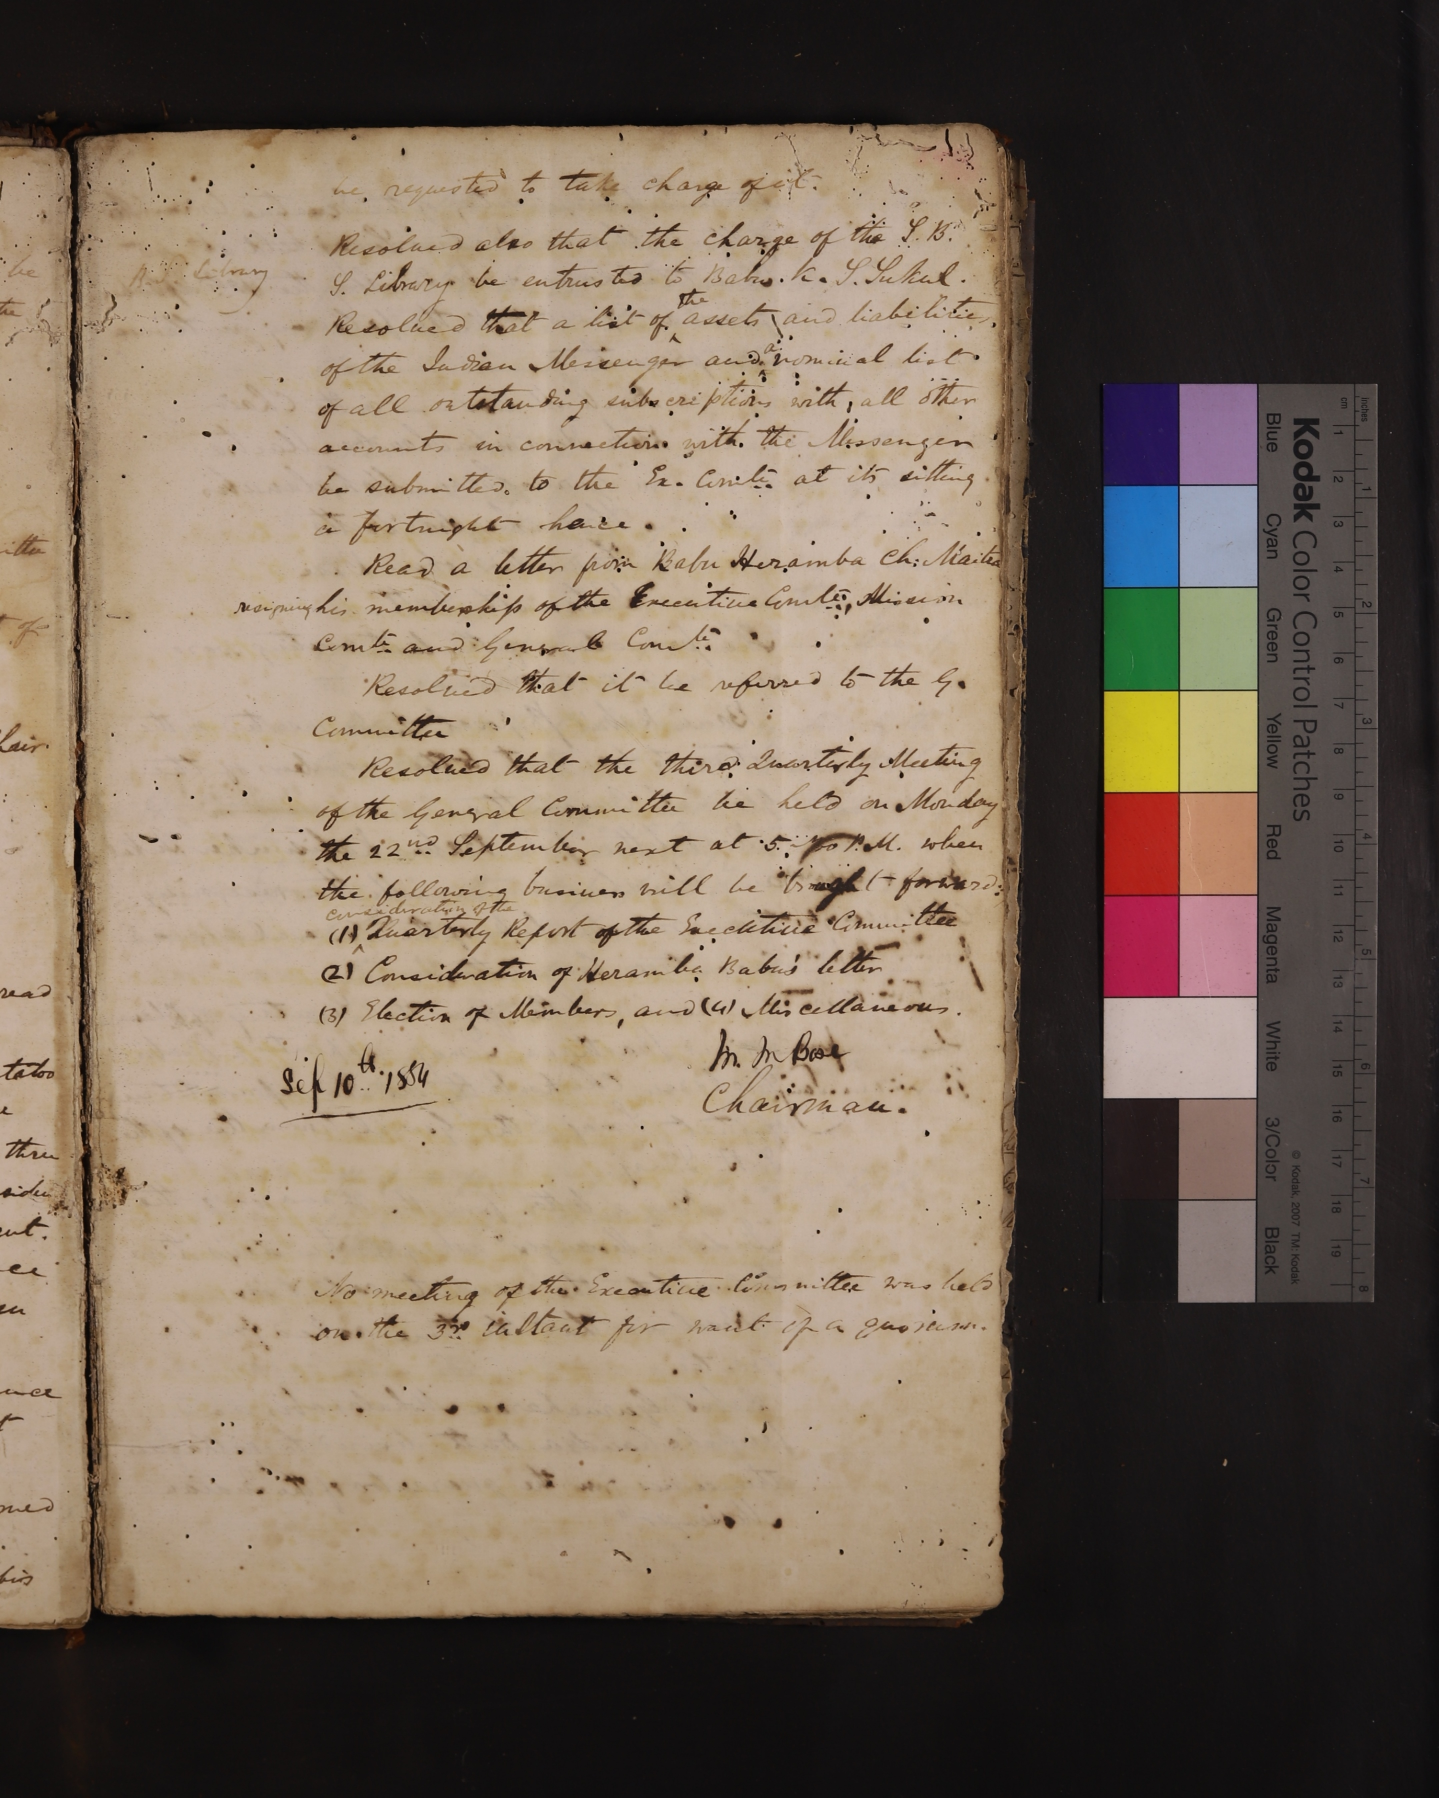 be requested to take charge of it.
Resolved also that the charge of the S. B.
Library
S. Library be entrusted to Babu K. S. Sukul.
Resolved that a list of the assets and liabilities
of the Indian Messenger and a nominal list
of all outstanding subscriptions with all other
accounts in connection with the Messenger
be submitted to the Ex. Comte at its sitting
a fortnight hence.
Read a letter from Babu Heramba Ch. Maitra
resigning his membership of the Executive Comte, Mission
Comte and General Comte.
Resolved that it be referred to the G.
Committee
Resolved that the third Quarterly Meeting
of the General Committee be held on Monday
the 22nd September next at 5. P.M. when
the following business will be brought forward:
consideration of the
(1) Quarterly Report of the Executive Committee
(2) Consideration of Heramba Babu's letter
(3) Election of Members, and (4) Miscellaneous.
M. M Bose
Sep 10th. 1884
Chairman.
No meeting of the Executive Committee was held
on the 3rd instant for want of a quorum.
be
the
ittee
of
hair
read
three
ent.
med
Kodak Color Control Patches
Blue
Cyan
Green
Yellow
Red
Magenta
White
3/Color
Black
© Kodak, 2007 TM: Kodak
cm 1 2 3 4 5 6 7 8 9 10 11 12 13 14 15 16 17 18 19
inches 1 2 3 4 5 6 7 8